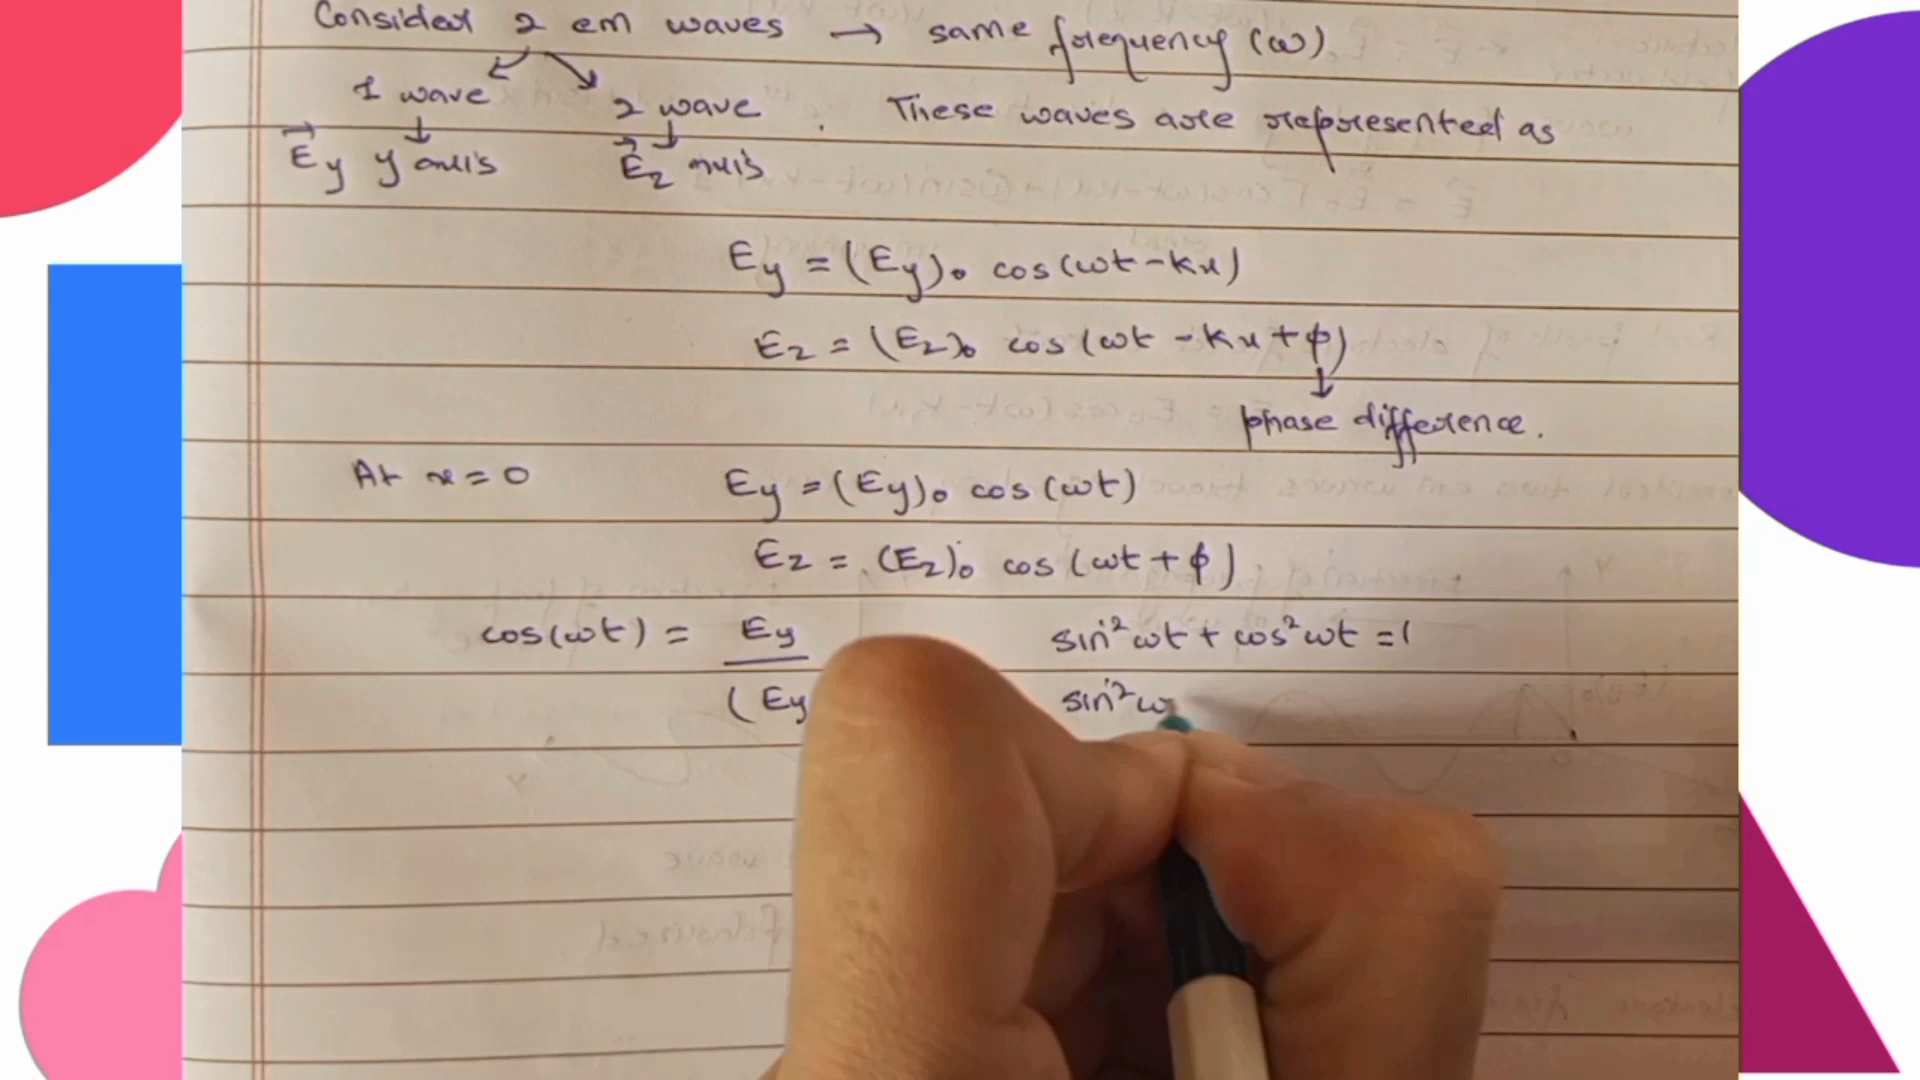 Consider 2 em waves → same frequency (ω)
1 wave 2 wave . These waves are represented as
E⃗y y axis E⃗z axis
Ey = (Ey)₀ cos(ωt - kx)
Ez = (Ez)₀ cos(ωt - kx + φ)
phase difference.
At x = 0 Ey = (Ey)₀ cos(ωt)
Ez = (Ez)₀ cos(ωt + φ)
cos(ωt) = Ey sin²ωt + cos²ωt = 1
(Ey sin²ω